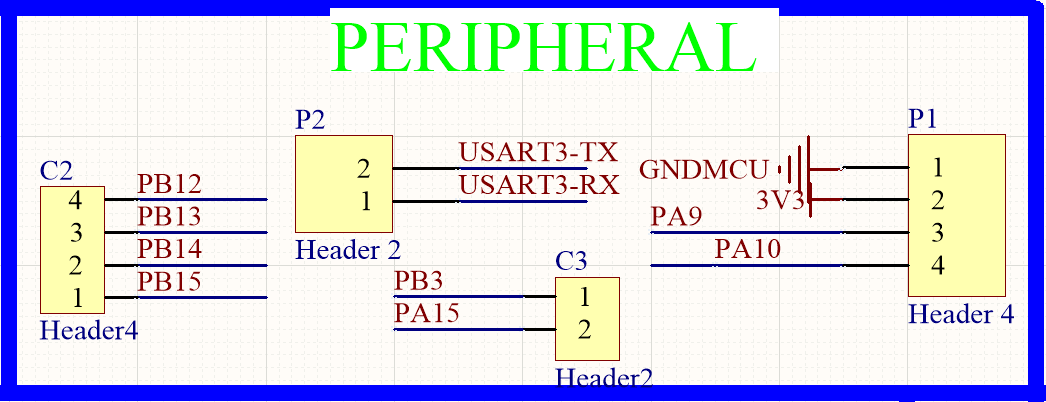 PERIPHERAL
C2
4 PB12
3 PB13
2 PB14
1 PB15
Header4
P2
2 USART3-TX
1 USART3-RX
Header 2
PB3 1
PA15 2
C3
Header2
P1
GNDMCU 1
3V3 2
PA9 3
PA10 4
Header 4